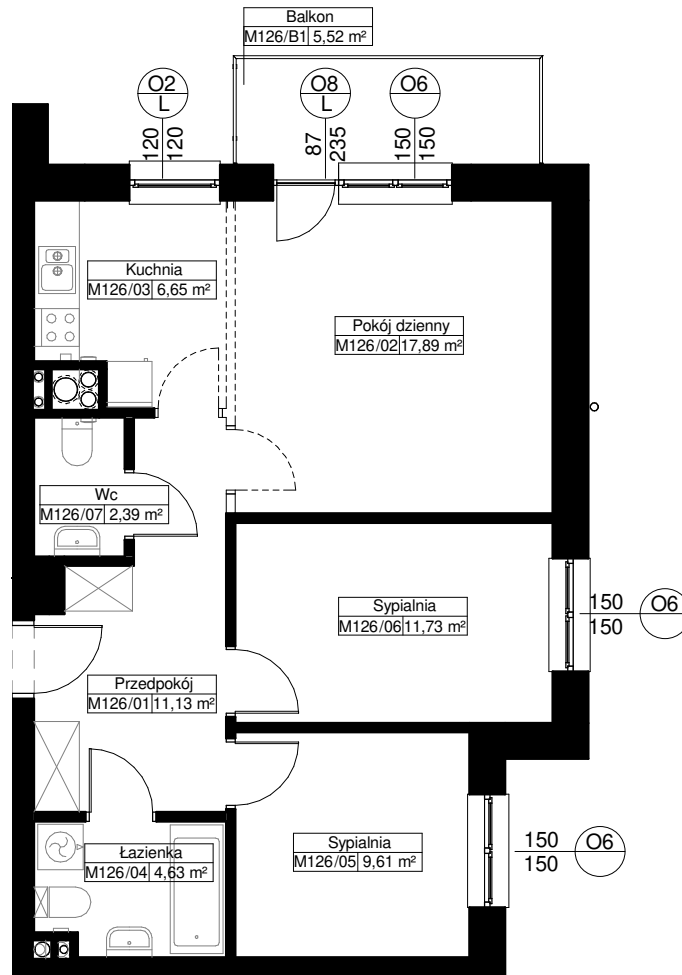 Balkon
M126/B1 5,52 m²
O2
L
120
120
O8
L
87
235
O6
150
150
Kuchnia
M126/03 6,65 m²
Pokój dzienny
M126/02 17,89 m²
Wc
M126/07 2,39 m²
Sypialnia
M126/06 11,73 m²
150
150
O6
Przedpokój
M126/01 11,13 m²
Łazienka
M126/04 4,63 m²
Sypialnia
M126/05 9,61 m²
150
150
O6